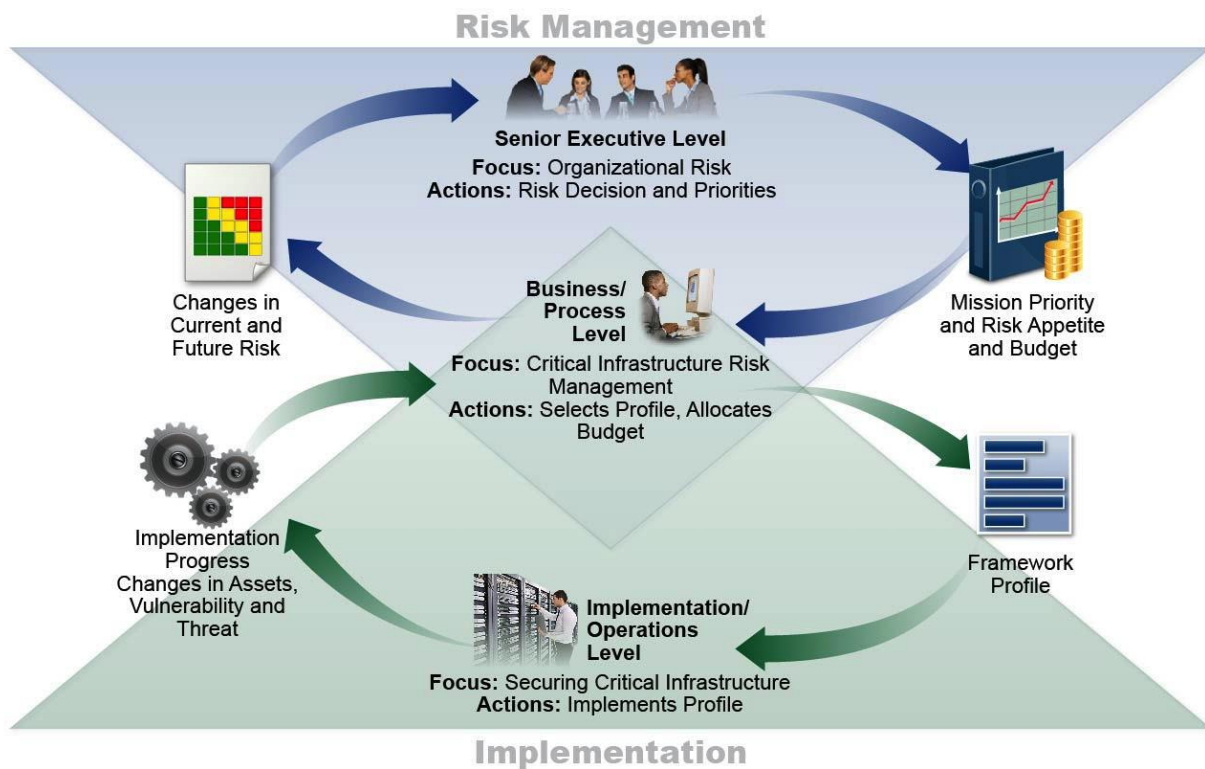 Risk Management
Senior Executive Level
Focus: Organizational Risk
Actions: Risk Decision and Priorities
Changes in
Current and
Future Risk
Mission Priority
and Risk Appetite
and Budget
Business/
Process
Level
Focus: Critical Infrastructure Risk
Management
Actions: Selects Profile, Allocates
Budget
Implementation
Progress
Changes in Assets,
Vulnerability and
Threat
Framework
Profile
Implementation/
Operations
Level
Focus: Securing Critical Infrastructure
Actions: Implements Profile
Implementation